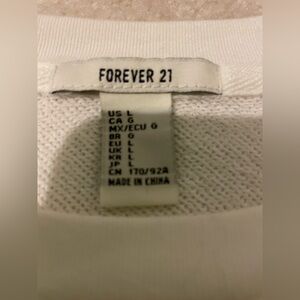 FOREVER 21
US L
CA G
MX/ECU G
BR G
EU L
UK L
KR L
JP L
CN 170/92A
MADE IN CHINA